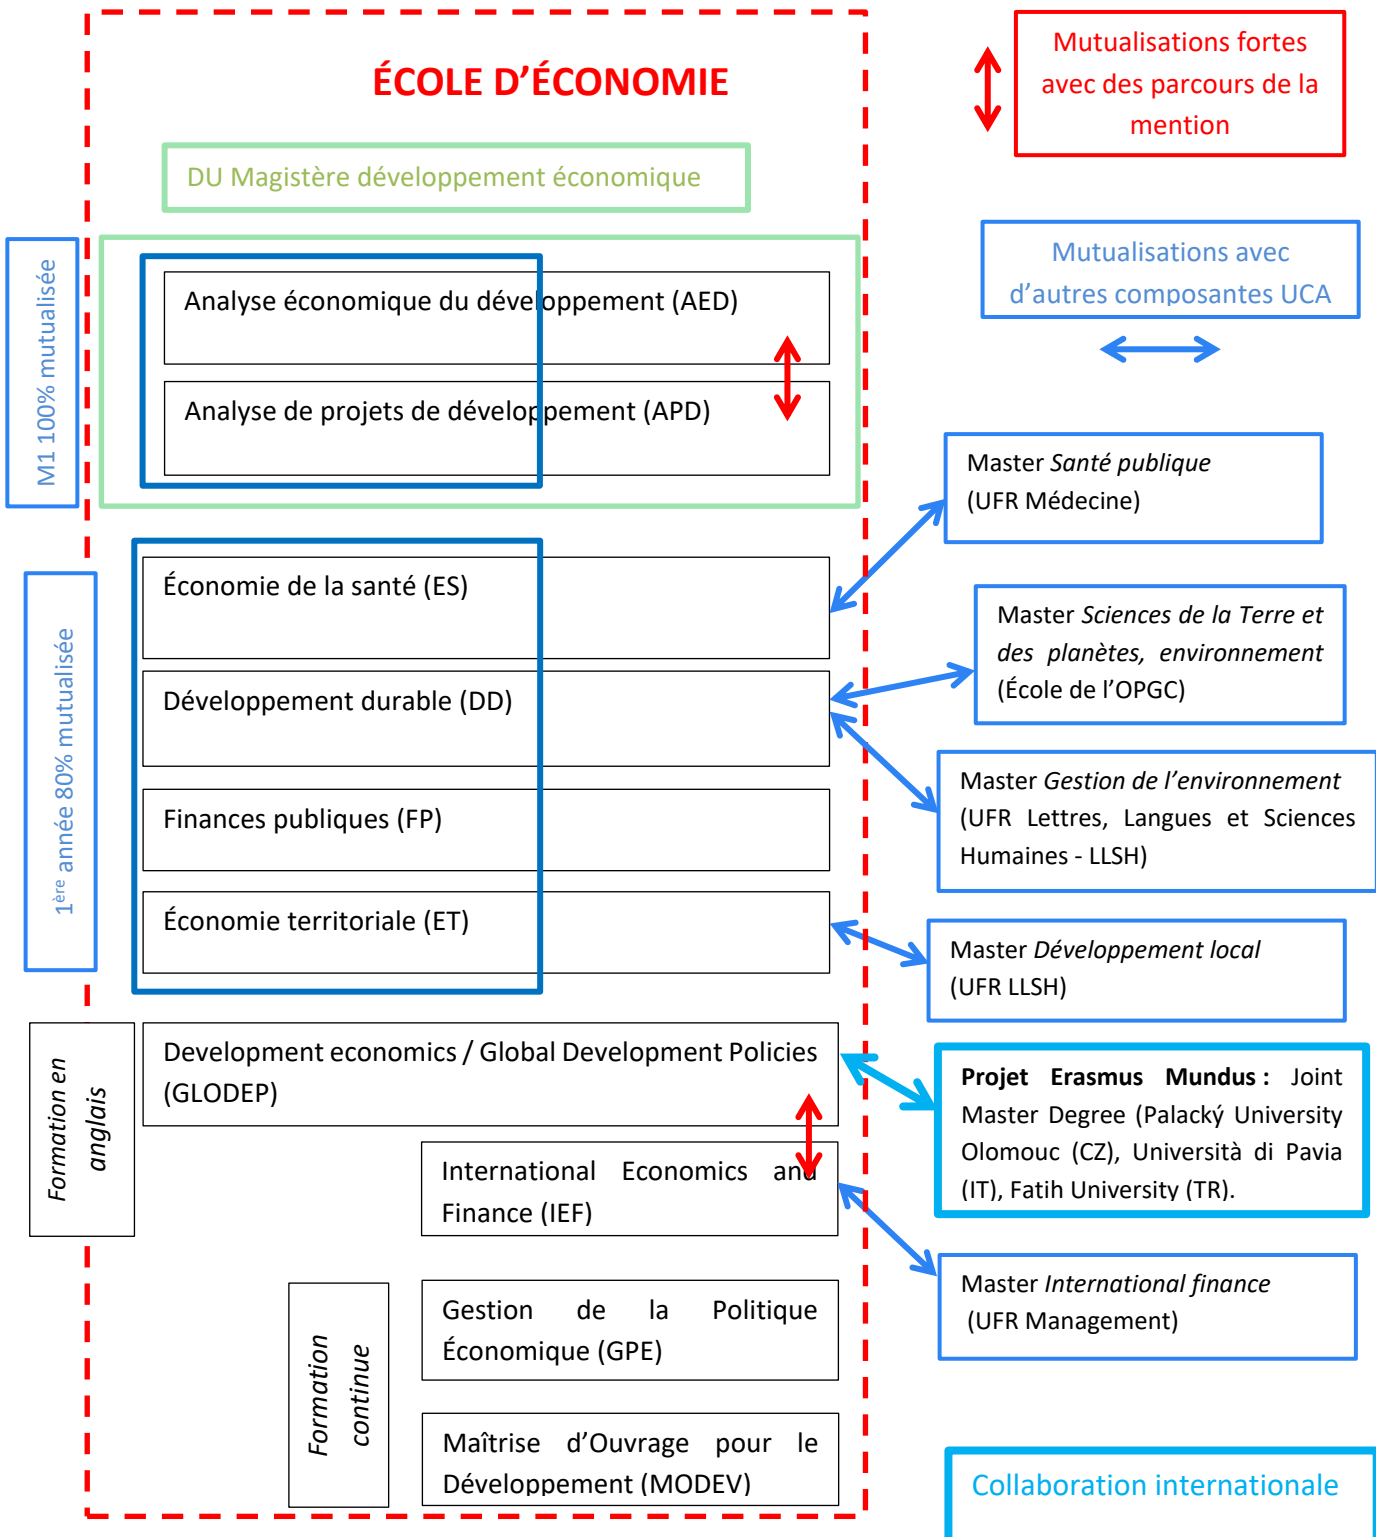 ÉCOLE D’ÉCONOMIE
Mutualisations fortes
avec des parcours de la
mention
DU Magistère développement économique
Mutualisations avec
d’autres composantes UCA
M1 100% mutualisée
Analyse économique du développement (AED)
Analyse de projets de développement (APD)
Master Santé publique
(UFR Médecine)
1ère année 80% mutualisée
Économie de la santé (ES)
Master Sciences de la Terre et
des planètes, environnement
(École de l’OPGC)
Développement durable (DD)
Master Gestion de l’environnement
(UFR Lettres, Langues et Sciences
Humaines - LLSH)
Finances publiques (FP)
Économie territoriale (ET)
Master Développement local
(UFR LLSH)
Formation en
anglais
Development economics / Global Development Policies
(GLODEP)
Projet Erasmus Mundus : Joint
Master Degree (Palacký University
Olomouc (CZ), Università di Pavia
(IT), Fatih University (TR).
International Economics and
Finance (IEF)
Master International finance
(UFR Management)
Formation
continue
Gestion de la Politique
Économique (GPE)
Maîtrise d’Ouvrage pour le
Développement (MODEV)
Collaboration internationale